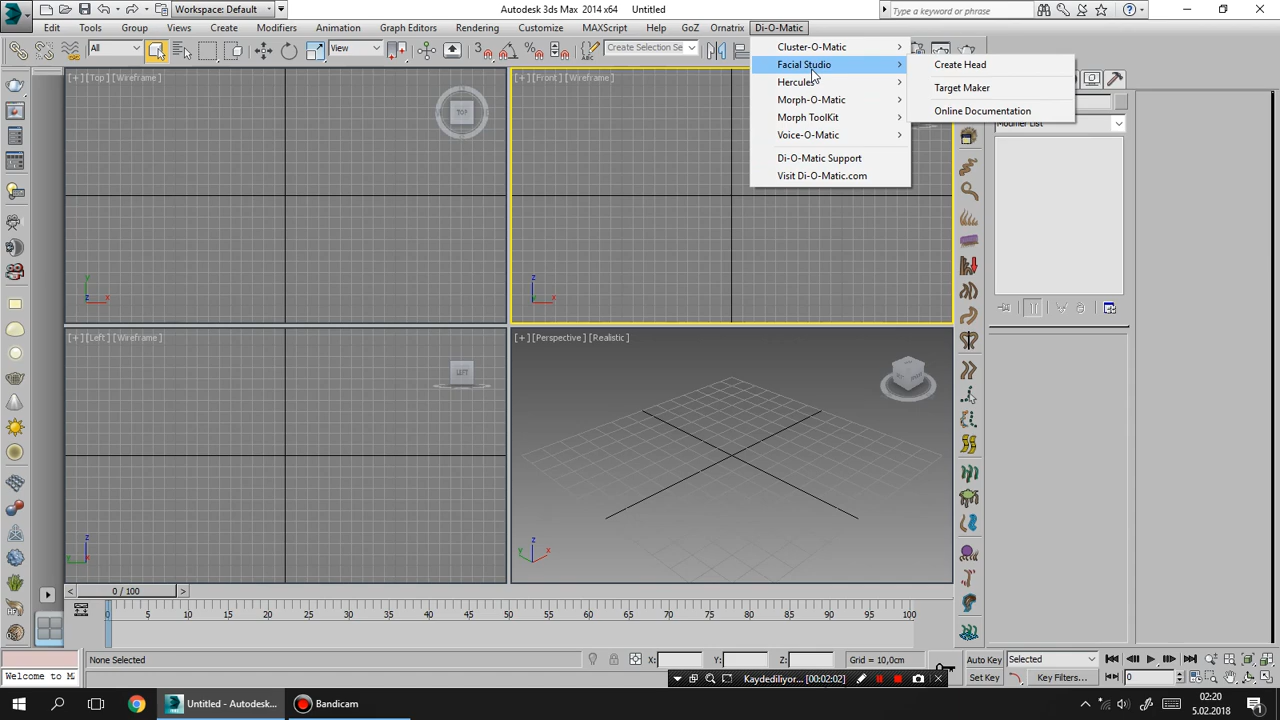 Workspace: Default
Autodesk 3ds Max 2014 x64 Untitled
Type a keyword or phrase
Edit Tools Group Views Create Modifiers Animation Graph Editors Rendering Customize MAXScript Help GoZ Ornatrix Di-O-Matic
All View Create Selection Se
Cluster-O-Matic
Facial Studio
Hercules
Morph-O-Matic
Morph ToolKit
Voice-O-Matic
Di-O-Matic Support
Visit Di-O-Matic.com
Create Head
Target Maker
Online Documentation
Modifier List
[+] [Top] [Wireframe]
TOP
[+] [Front] [Wireframe]
[+] [Left] [Wireframe]
LEFT
[+] [Perspective] [Realistic]
0 / 100
0 5 10 15 20 25 30 35 40 45 50 55 60 65 70 75 80 85 90 95 100
None Selected X: Y: Z: Grid = 10,0cm
Auto Key Selected
Welcome to M
Set Key Key Filters... 0
Kaydediliyor... [00:02:02]
Untitled - Autodesk... Bandicam
02:20
5.02.2018